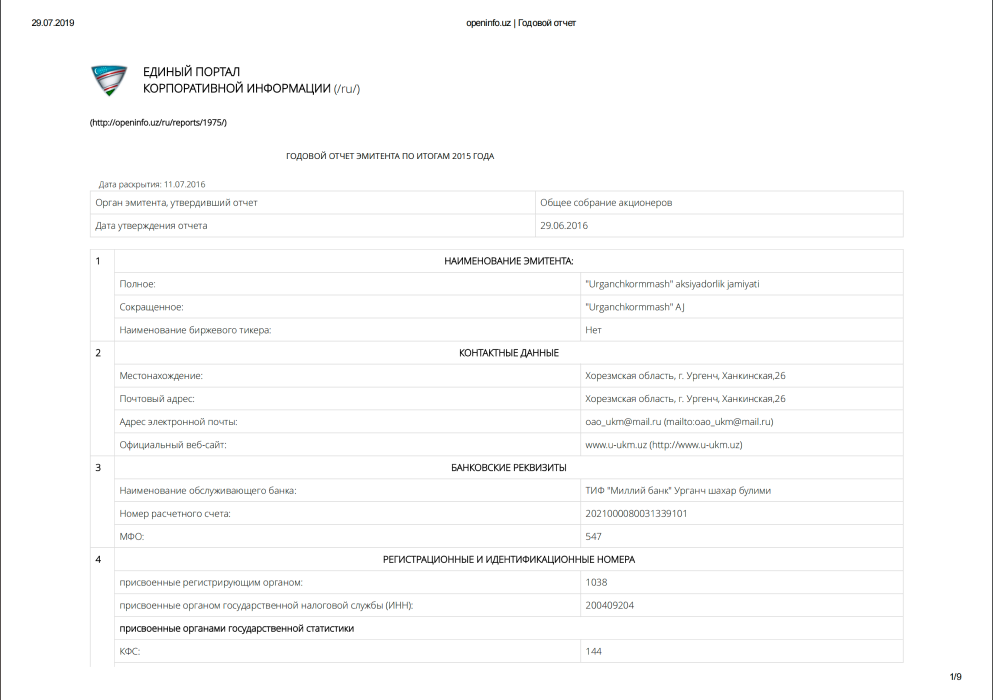 29.07.2019 openinfo.uz | Годовой отчет
ЕДИНЫЙ ПОРТАЛ
КОРПОРАТИВНОЙ ИНФОРМАЦИИ (/ru/)
(http://openinfo.uz/ru/reports/1975/)
ГОДОВОЙ ОТЧЕТ ЭМИТЕНТА ПО ИТОГАМ 2015 ГОДА
Дата раскрытия: 11.07.2016
Орган эмитента, утвердивший отчет Общее собрание акционеров
Дата утверждения отчета 29.06.2016
1 НАИМЕНОВАНИЕ ЭМИТЕНТА:
Полное: "Urganchkormmash" aksiyadorlik jamiyati
Сокращенное: "Urganchkormmash" AJ
Наименование биржевого тикера: Нет
2 КОНТАКТНЫЕ ДАННЫЕ
Местонахождение: Хорезмская область, г. Ургенч, Ханкинская,26
Почтовый адрес: Хорезмская область, г. Ургенч, Ханкинская,26
Адрес электронной почты: oao_ukm@mail.ru (mailto:oao_ukm@mail.ru)
Официальный веб-сайт: www.u-ukm.uz (http://www.u-ukm.uz)
3 БАНКОВСКИЕ РЕКВИЗИТЫ
Наименование обслуживающего банка: ТИФ "Миллий банк" Урганч шахар булими
Номер расчетного счета: 2021000080031339101
МФО: 547
4 РЕГИСТРАЦИОННЫЕ И ИДЕНТИФИКАЦИОННЫЕ НОМЕРА
присвоенные регистрирующим органом: 1038
присвоенные органом государственной налоговой службы (ИНН): 200409204
присвоенные органами государственной статистики
КФС: 144
1/9